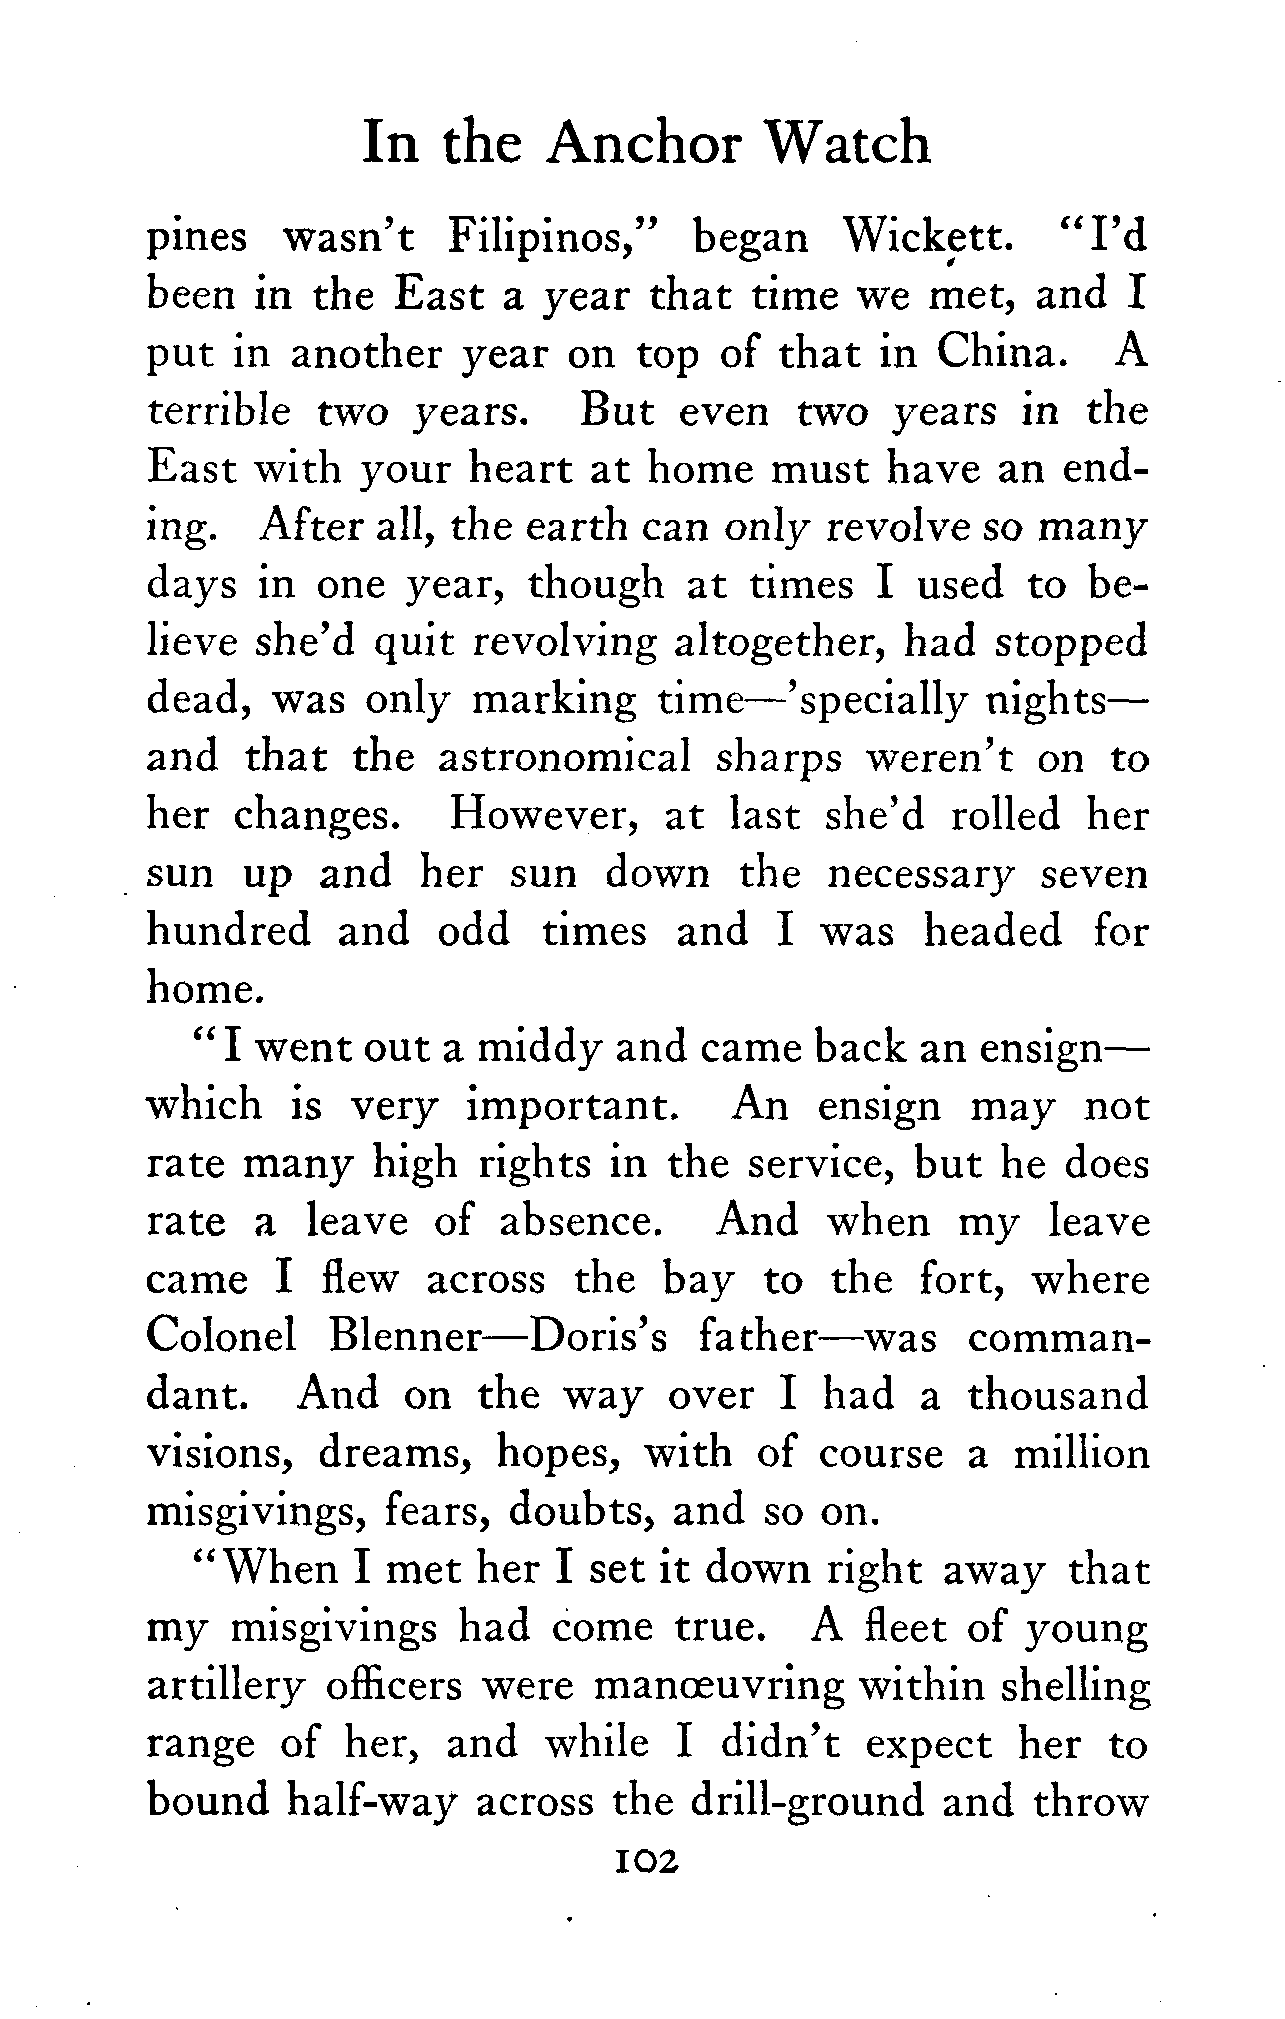 In the Anchor Watch
pines wasn't Filipinos," began Wickett. "I'd
been in the East a year that time we met, and I
put in another year on top of that in China. A
terrible two years. But even two years in the
East with your heart at home must have an end-
ing. After all, the earth can only revolve so many
days in one year, though at times I used to be-
lieve she'd quit revolving altogether, had stopped
dead, was only marking time—'specially nights—
and that the astronomical sharps weren't on to
her changes. However, at last she'd rolled her
sun up and her sun down the necessary seven
hundred and odd times and I was headed for
home.
"I went out a middy and came back an ensign—
which is very important. An ensign may not
rate many high rights in the service, but he does
rate a leave of absence. And when my leave
came I flew across the bay to the fort, where
Colonel Blenner—Doris's father—was comman-
dant. And on the way over I had a thousand
visions, dreams, hopes, with of course a million
misgivings, fears, doubts, and so on.
"When I met her I set it down right away that
my misgivings had come true. A fleet of young
artillery officers were manœuvring within shelling
range of her, and while I didn't expect her to
bound half-way across the drill-ground and throw
102